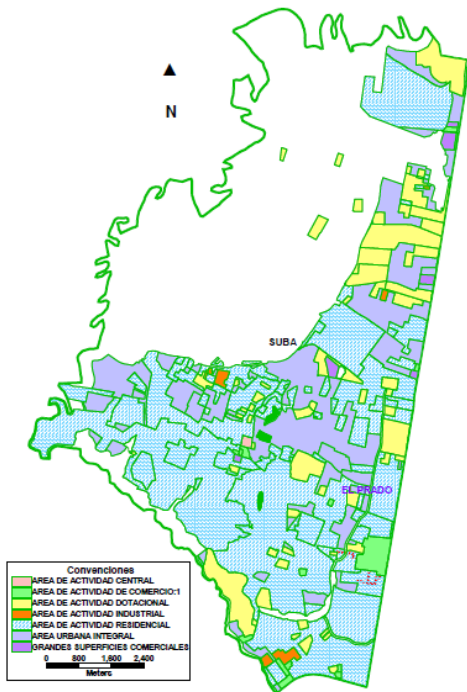 N
SUBA
EL PRADO
Convenciones
AREA DE ACTIVIDAD CENTRAL
AREA DE ACTIVIDAD DE COMERCIO:1
AREA DE ACTIVIDAD DOTACIONAL
AREA DE ACTIVIDAD INDUSTRIAL
AREA DE ACTIVIDAD RESIDENCIAL
AREA URBANA INTEGRAL
GRANDES SUPERFICIES COMERCIALES
0 800 1,600 2,400
Meters